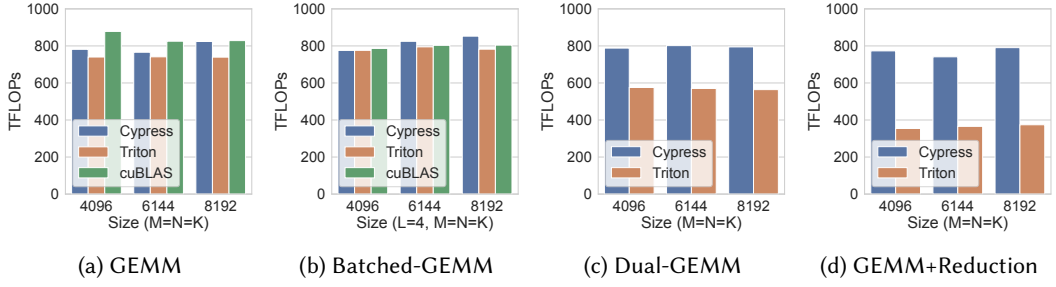 TFLOPs
1000
800
600
400
200
0
Cypress
Triton
cuBLAS
4096 6144 8192
Size (M=N=K)
(a) GEMM
TFLOPs
1000
800
600
400
200
0
Cypress
Triton
cuBLAS
4096 6144 8192
Size (L=4, M=N=K)
(b) Batched-GEMM
TFLOPs
1000
800
600
400
200
0
Cypress
Triton
4096 6144 8192
Size (M=N=K)
(c) Dual-GEMM
TFLOPs
1000
800
600
400
200
0
Cypress
Triton
4096 6144 8192
Size (M=N=K)
(d) GEMM+Reduction